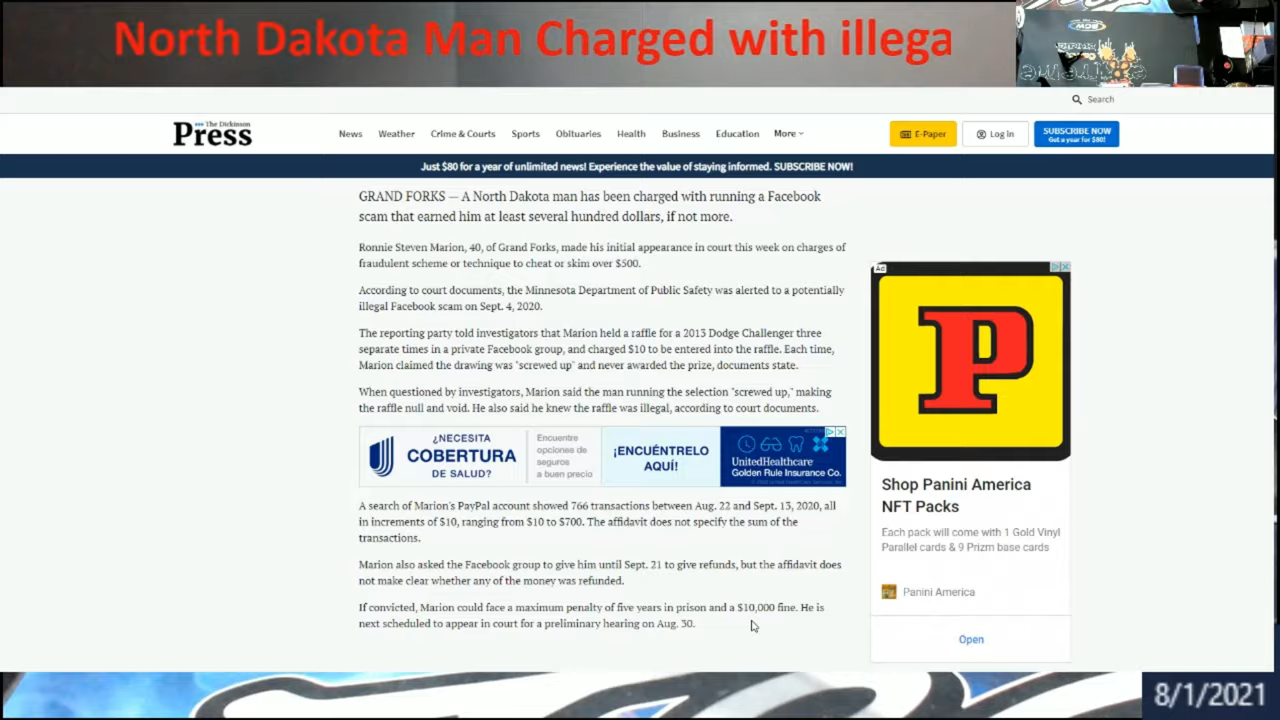 North Dakota Man Charged with illega
Search
The Dickinson
Press
News Weather Crime & Courts Sports Obituaries Health Business Education More
E-Paper
Log In
SUBSCRIBE NOW
Get a year for $80!
Just $80 for a year of unlimited news! Experience the value of staying informed. SUBSCRIBE NOW!
GRAND FORKS — A North Dakota man has been charged with running a Facebook
scam that earned him at least several hundred dollars, if not more.
Ronnie Steven Marion, 40, of Grand Forks, made his initial appearance in court this week on charges of
fraudulent scheme or technique to cheat or skim over $500.
According to court documents, the Minnesota Department of Public Safety was alerted to a potentially
illegal Facebook scam on Sept. 4, 2020.
The reporting party told investigators that Marion held a raffle for a 2013 Dodge Challenger three
separate times in a private Facebook group, and charged $10 to be entered into the raffle. Each time,
Marion claimed the drawing was "screwed up" and never awarded the prize, documents state.
When questioned by investigators, Marion said the man running the selection "screwed up," making
the raffle null and void. He also said he knew the raffle was illegal, according to court documents.
¿NECESITA
COBERTURA
DE SALUD?
Encuentre
opciones de
seguros
a buen precio
¡ENCUÉNTRELO
AQUÍ!
UnitedHealthcare
Golden Rule Insurance Co.
A search of Marion's PayPal account showed 766 transactions between Aug. 22 and Sept. 13, 2020, all
in increments of $10, ranging from $10 to $700. The affidavit does not specify the sum of the
transactions.
Marion also asked the Facebook group to give him until Sept. 21 to give refunds, but the affidavit does
not make clear whether any of the money was refunded.
If convicted, Marion could face a maximum penalty of five years in prison and a $10,000 fine. He is
next scheduled to appear in court for a preliminary hearing on Aug. 30.
Ad
P
Shop Panini America
NFT Packs
Each pack will come with 1 Gold Vinyl
Parallel cards & 9 Prizm base cards
Panini America
Open
8/1/2021